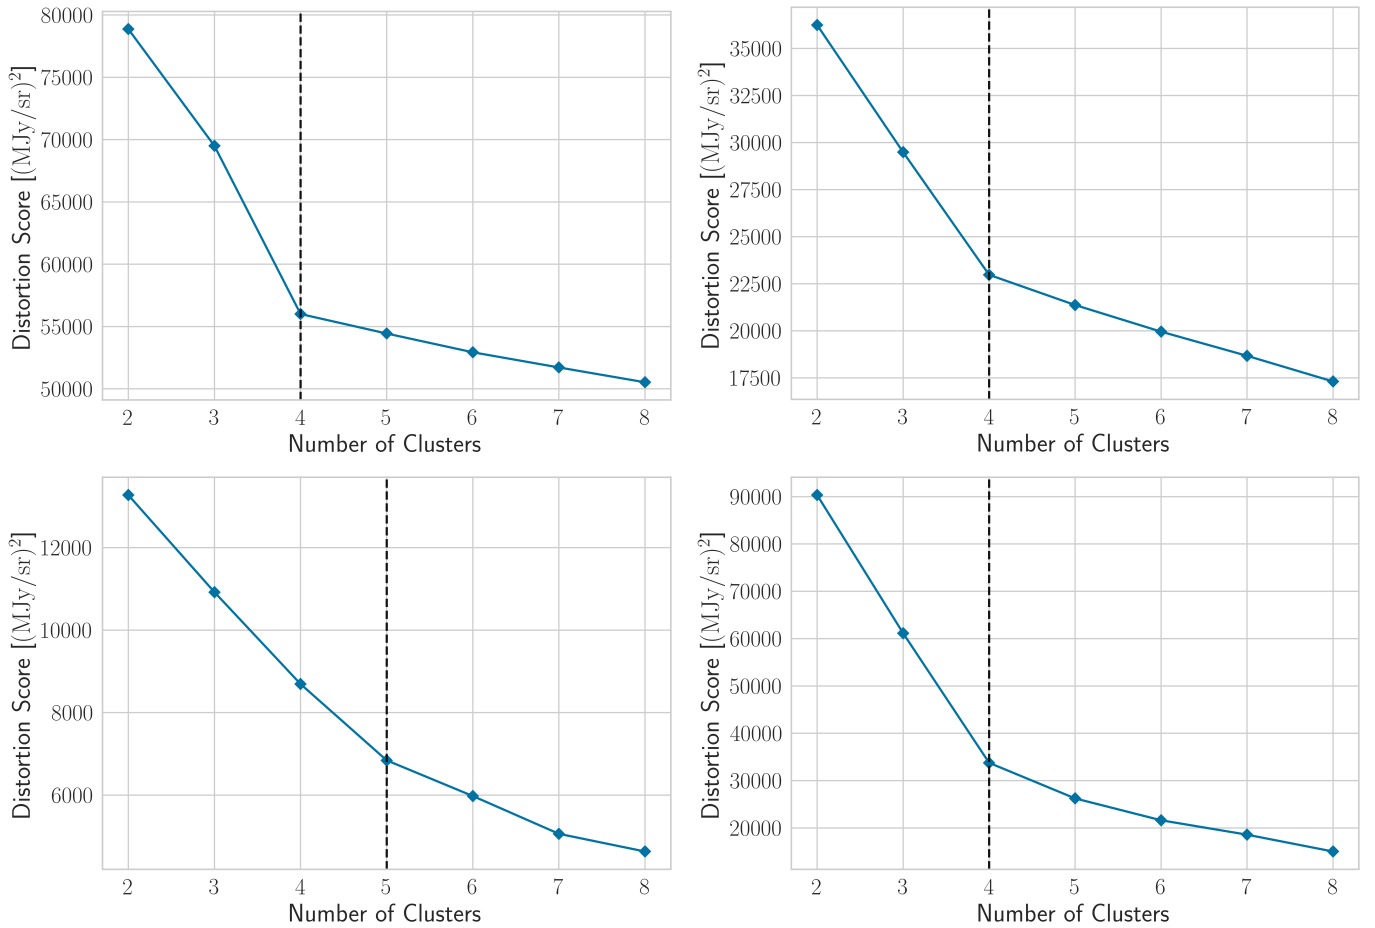 80000
75000
70000
65000
60000
55000
50000
Distortion Score [(MJy/sr)²]
2 3 4 5 6 7 8
Number of Clusters
35000
32500
30000
27500
25000
22500
20000
17500
Distortion Score [(MJy/sr)²]
2 3 4 5 6 7 8
Number of Clusters
12000
10000
8000
6000
Distortion Score [(MJy/sr)²]
2 3 4 5 6 7 8
Number of Clusters
90000
80000
70000
60000
50000
40000
30000
20000
Distortion Score [(MJy/sr)²]
2 3 4 5 6 7 8
Number of Clusters